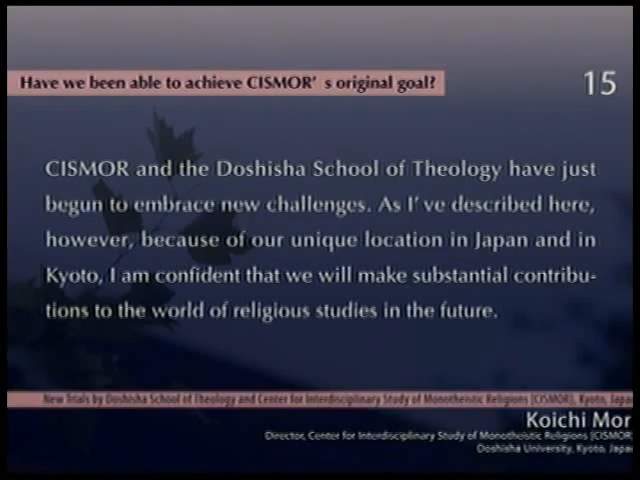 Have we been able to achieve CISMOR' s original goal?
15
CISMOR and the Doshisha School of Theology have just
begun to embrace new challenges. As I've described here,
however, because of our unique location in Japan and in
Kyoto, I am confident that we will make substantial contribu-
tions to the world of religious studies in the future.
New Trials by Doshisha School of Theology and Center for Interdisciplinary Study of Monotheistic Religions (CISMOR), Kyoto,
Koichi
Director, Center for Interdisciplinary Study of Monotheistic Religions (CISMOR
Doshisha University, Kyoto,